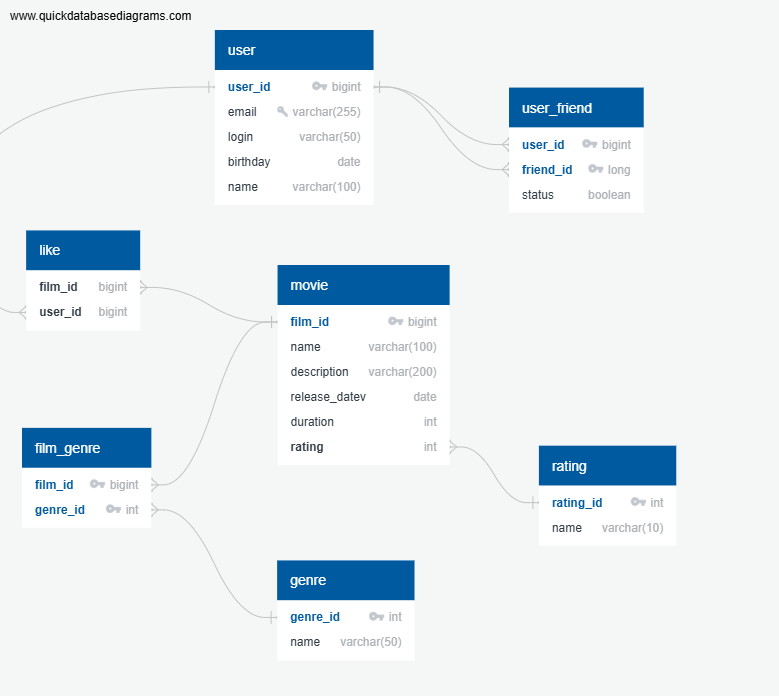 www.quickdatabasediagrams.com
user
user_id bigint
email varchar(255)
login varchar(50)
birthday date
name varchar(100)
user_friend
user_id bigint
friend_id long
status boolean
like
film_id bigint
user_id bigint
movie
film_id bigint
name varchar(100)
description varchar(200)
release_datev date
duration int
rating int
film_genre
film_id bigint
genre_id int
rating
rating_id int
name varchar(10)
genre
genre_id int
name varchar(50)